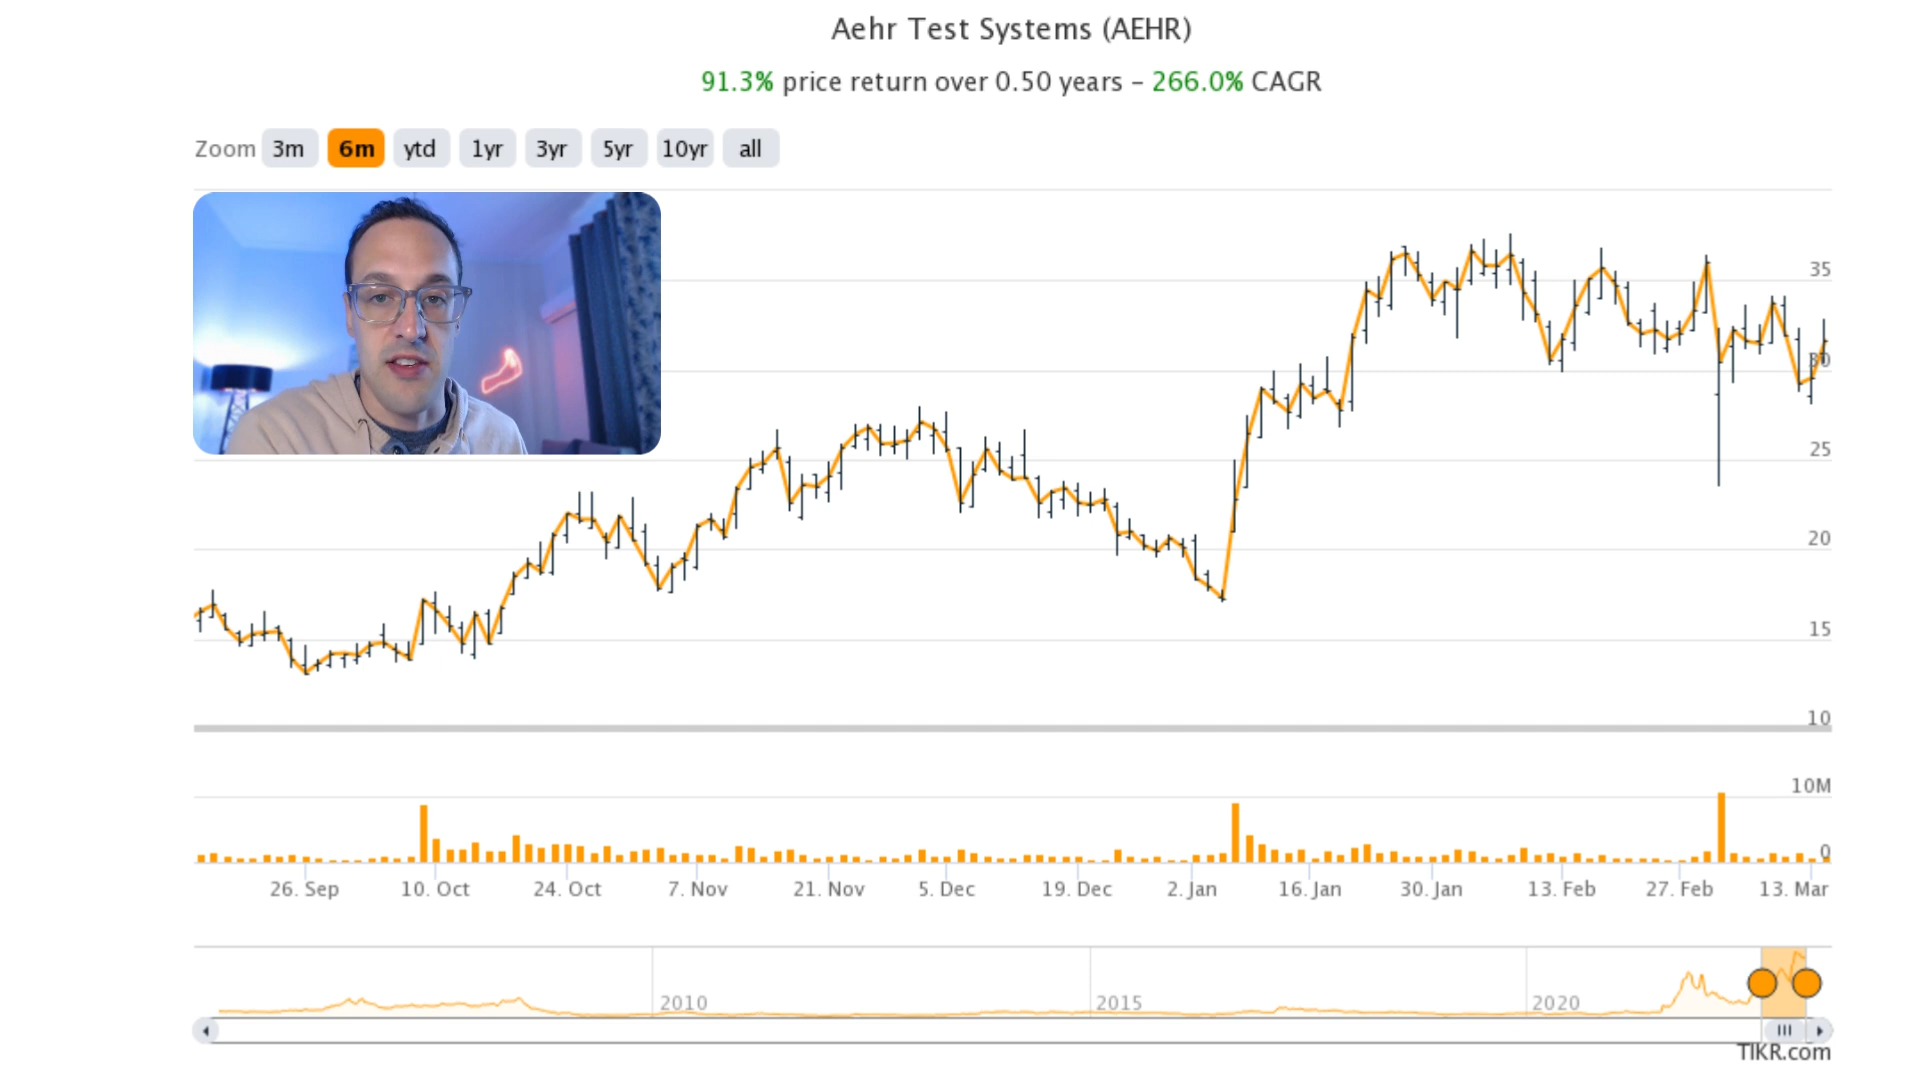 Aehr Test Systems (AEHR)
91.3% price return over 0.50 years – 266.0% CAGR
Zoom 3m 6m ytd 1yr 3yr 5yr 10yr all
35
30
25
20
15
10
10M
0
26. Sep 10. Oct 24. Oct 7. Nov 21. Nov 5. Dec 19. Dec 2. Jan 16. Jan 30. Jan 13. Feb 27. Feb 13. Mar
2010 2015 2020
TIKR.com